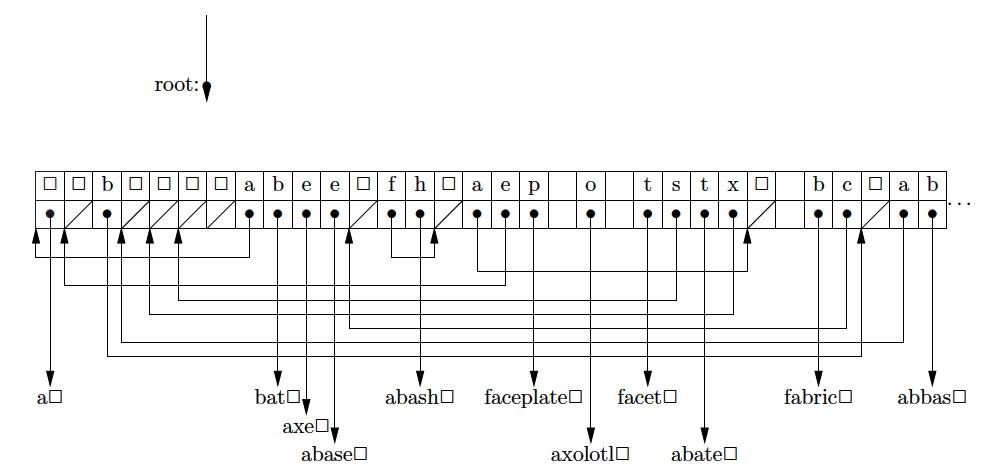 root:
□ □ b □ □ □ □ a b e e □ f h □ a e p o t s t x □ b c □ a b ...
a□ bat□ abash□ faceplate□ facet□ fabric□ abbas□
axe□
abase□ axolotl□ abate□